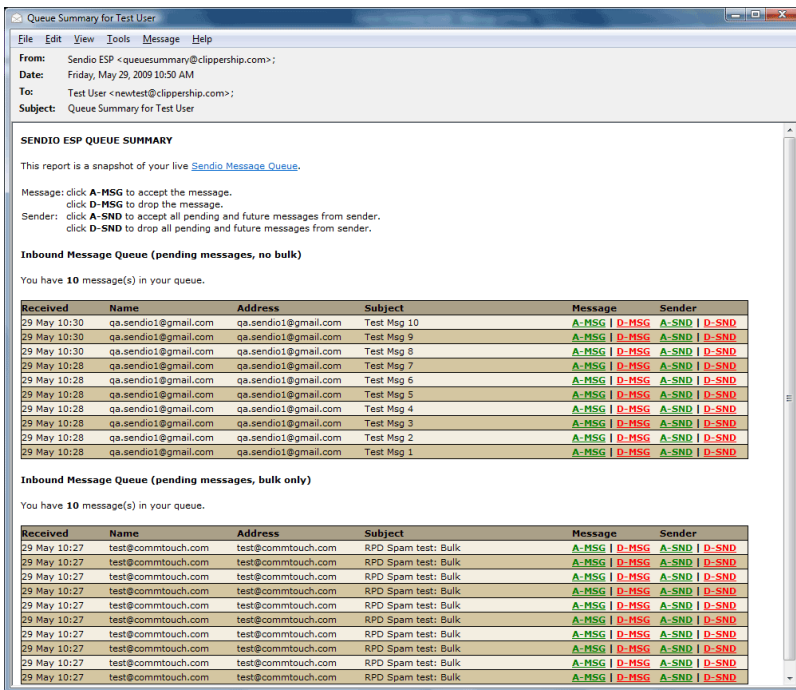 Queue Summary for Test User
File Edit View Tools Message Help
From: Sendio ESP <queuesummary@clippership.com>;
Date: Friday, May 29, 2009 10:50 AM
To: Test User <newtest@clippership.com>;
Subject: Queue Summary for Test User
SENDIO ESP QUEUE SUMMARY
This report is a snapshot of your live Sendio Message Queue.
Message: click A-MSG to accept the message.
click D-MSG to drop the message.
Sender: click A-SND to accept all pending and future messages from sender.
click D-SND to drop all pending and future messages from sender.
Inbound Message Queue (pending messages, no bulk)
You have 10 message(s) in your queue.
Received Name Address Subject Message Sender
29 May 10:30 qa.sendio1@gmail.com qa.sendio1@gmail.com Test Msg 10 A-MSG | D-MSG A-SND | D-SND
29 May 10:30 qa.sendio1@gmail.com qa.sendio1@gmail.com Test Msg 9 A-MSG | D-MSG A-SND | D-SND
29 May 10:30 qa.sendio1@gmail.com qa.sendio1@gmail.com Test Msg 8 A-MSG | D-MSG A-SND | D-SND
29 May 10:28 qa.sendio1@gmail.com qa.sendio1@gmail.com Test Msg 7 A-MSG | D-MSG A-SND | D-SND
29 May 10:28 qa.sendio1@gmail.com qa.sendio1@gmail.com Test Msg 6 A-MSG | D-MSG A-SND | D-SND
29 May 10:28 qa.sendio1@gmail.com qa.sendio1@gmail.com Test Msg 5 A-MSG | D-MSG A-SND | D-SND
29 May 10:28 qa.sendio1@gmail.com qa.sendio1@gmail.com Test Msg 4 A-MSG | D-MSG A-SND | D-SND
29 May 10:28 qa.sendio1@gmail.com qa.sendio1@gmail.com Test Msg 3 A-MSG | D-MSG A-SND | D-SND
29 May 10:28 qa.sendio1@gmail.com qa.sendio1@gmail.com Test Msg 2 A-MSG | D-MSG A-SND | D-SND
29 May 10:28 qa.sendio1@gmail.com qa.sendio1@gmail.com Test Msg 1 A-MSG | D-MSG A-SND | D-SND
Inbound Message Queue (pending messages, bulk only)
You have 10 message(s) in your queue.
Received Name Address Subject Message Sender
29 May 10:27 test@commtouch.com test@commtouch.com RPD Spam test: Bulk A-MSG | D-MSG A-SND | D-SND
29 May 10:27 test@commtouch.com test@commtouch.com RPD Spam test: Bulk A-MSG | D-MSG A-SND | D-SND
29 May 10:27 test@commtouch.com test@commtouch.com RPD Spam test: Bulk A-MSG | D-MSG A-SND | D-SND
29 May 10:27 test@commtouch.com test@commtouch.com RPD Spam test: Bulk A-MSG | D-MSG A-SND | D-SND
29 May 10:27 test@commtouch.com test@commtouch.com RPD Spam test: Bulk A-MSG | D-MSG A-SND | D-SND
29 May 10:27 test@commtouch.com test@commtouch.com RPD Spam test: Bulk A-MSG | D-MSG A-SND | D-SND
29 May 10:27 test@commtouch.com test@commtouch.com RPD Spam test: Bulk A-MSG | D-MSG A-SND | D-SND
29 May 10:27 test@commtouch.com test@commtouch.com RPD Spam test: Bulk A-MSG | D-MSG A-SND | D-SND
29 May 10:27 test@commtouch.com test@commtouch.com RPD Spam test: Bulk A-MSG | D-MSG A-SND | D-SND
29 May 10:27 test@commtouch.com test@commtouch.com RPD Spam test: Bulk A-MSG | D-MSG A-SND | D-SND